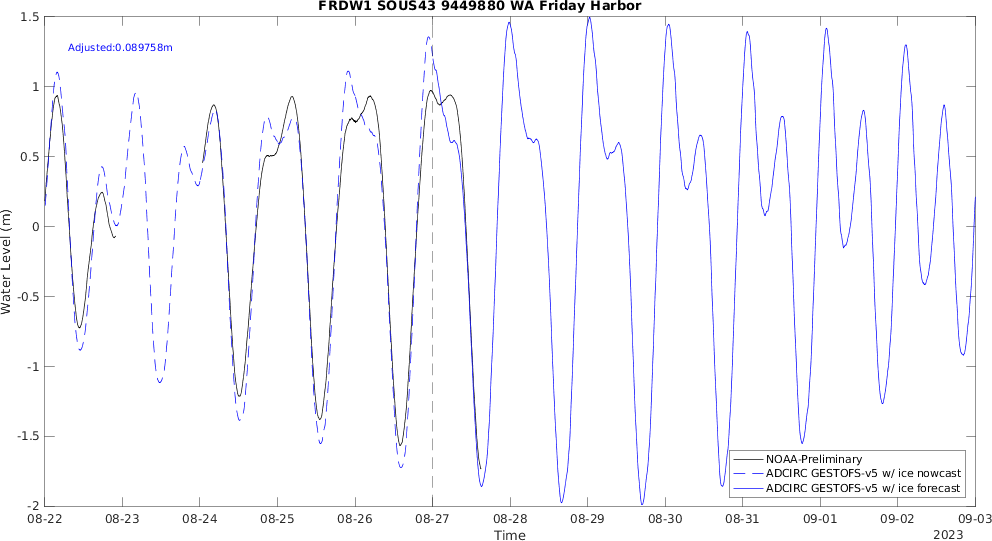 FRDW1 SOUS43 9449880 WA Friday Harbor
Adjusted:0.089758m
1.5
1
0.5
0
-0.5
-1
-1.5
-2
Water Level (m)
NOAA-Preliminary
ADCIRC GESTOFS-v5 w/ ice nowcast
ADCIRC GESTOFS-v5 w/ ice forecast
08-22 08-23 08-24 08-25 08-26 08-27 08-28 08-29 08-30 08-31 09-01 09-02 09-03
Time
2023